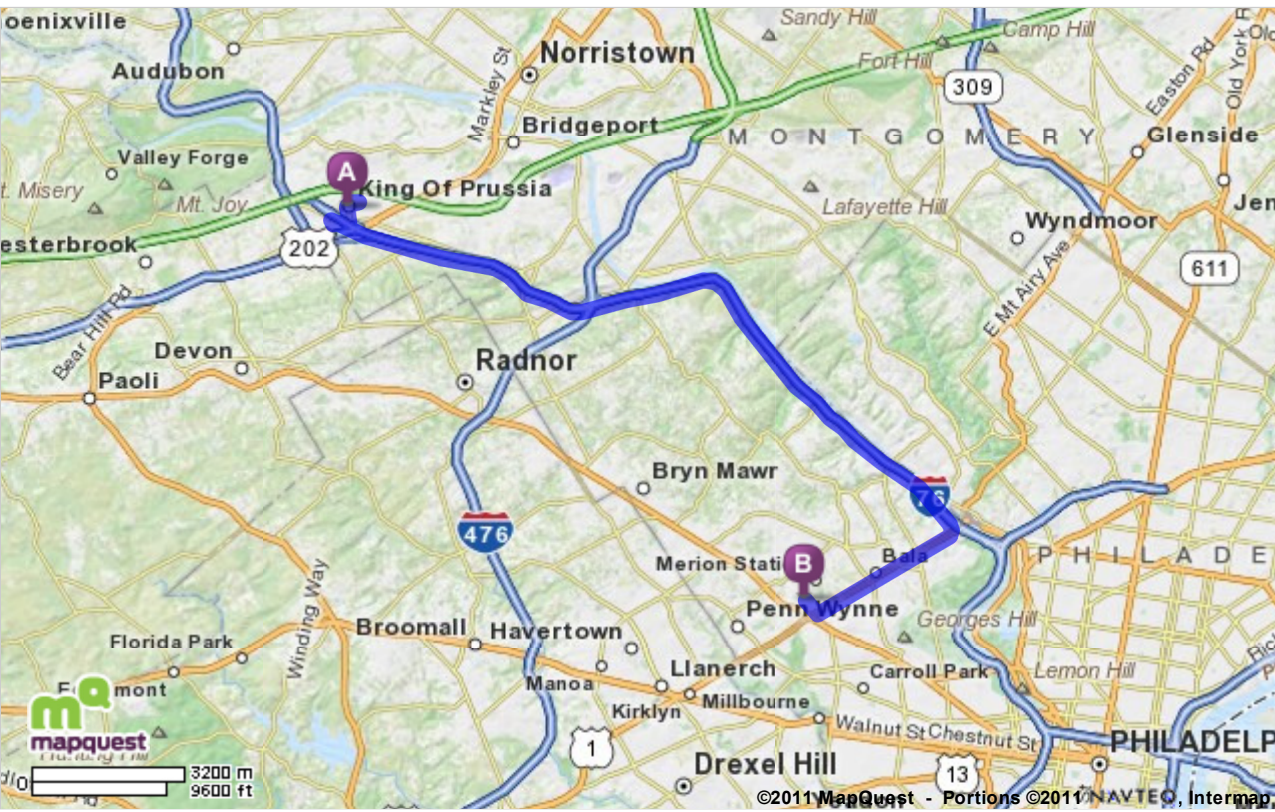 oenixville
Sandy Hill
Camp Hill
Old York R
Norristown
Audubon
Markley St
Fort Hill
Easton Rd
309
Bridgeport
MONTGOMERY
Glenside
Valley Forge
A
King Of Prussia
t. Misery
Mt. Joy
Lafayette Hill
Jen
Wyndmoor
esterbrook
202
611
E Mt Airy Ave
Bear Hill Rd
Devon
Radnor
Paoli
Bryn Mawr
76
476
Bala
PHILADE
Merion Stati
B
Penn Wynne
Georges Hill
Winding Way
Broomall
Havertown
Florida Park
Llanerch
Carroll Park
Lemon Hill
Manoa
Millbourne
Kirklyn
mont
Ric
Walnut St
Chestnut St
mq
mapquest
1
PHILADELP
Drexel Hill
13
3200 m
9600 ft
©2011 MapQuest - Portions ©2011 NAVTEQ, Intermap